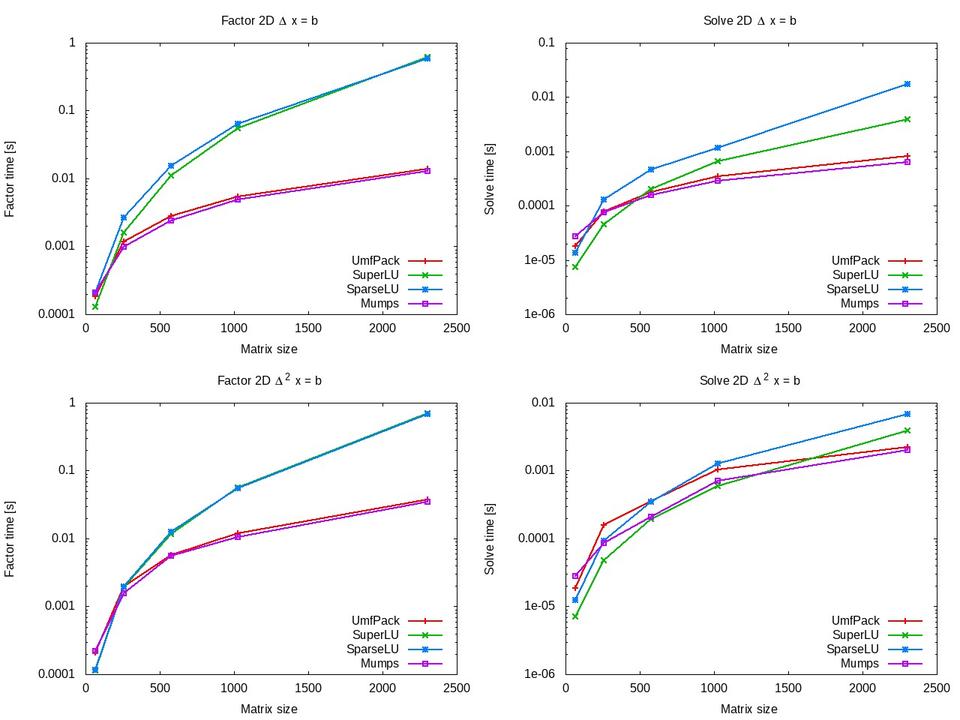 Factor 2D Δ x = b
Factor time [s]
1
0.1
0.01
0.001
0.0001
UmfPack
SuperLU
SparseLU
Mumps
0 500 1000 1500 2000 2500
Matrix size
Solve 2D Δ x = b
Solve time [s]
0.1
0.01
0.001
0.0001
1e-05
1e-06
UmfPack
SuperLU
SparseLU
Mumps
0 500 1000 1500 2000 2500
Matrix size
Factor 2D Δ² x = b
Factor time [s]
1
0.1
0.01
0.001
0.0001
UmfPack
SuperLU
SparseLU
Mumps
0 500 1000 1500 2000 2500
Matrix size
Solve 2D Δ² x = b
Solve time [s]
0.01
0.001
0.0001
1e-05
1e-06
UmfPack
SuperLU
SparseLU
Mumps
0 500 1000 1500 2000 2500
Matrix size